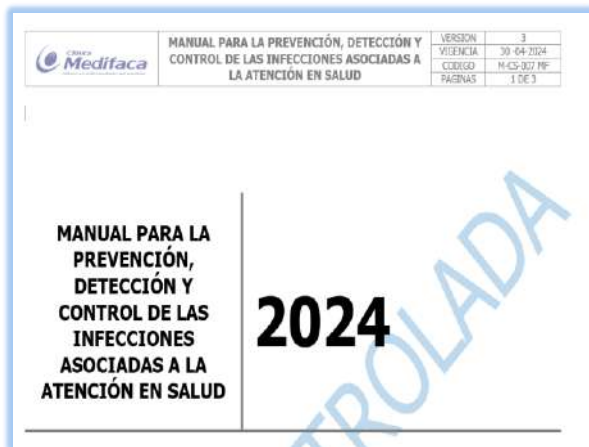 Clínica
Medifaca
MANUAL PARA LA PREVENCIÓN, DETECCIÓN Y
CONTROL DE LAS INFECCIONES ASOCIADAS A
LA ATENCIÓN EN SALUD
VERSION 3
VIGENCIA 30-04-2024
CODIGO M-CS-007 MF
PAGINAS 1 DE 3
MANUAL PARA LA
PREVENCIÓN,
DETECCIÓN Y
CONTROL DE LAS
INFECCIONES
ASOCIADAS A LA
ATENCIÓN EN SALUD
2024
TROLADA